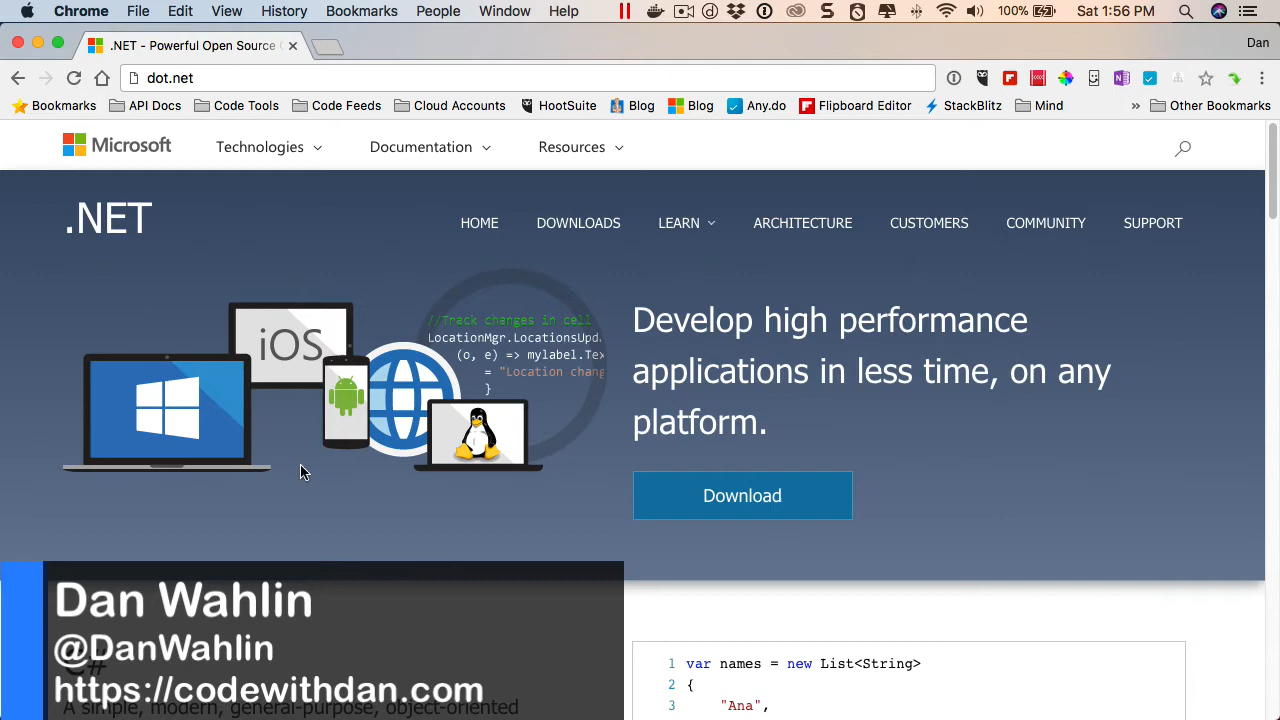 Chrome File Edit View History Bookmarks People Window Help 100% Sat 1:56 PM
.NET - Powerful Open Source Dan
dot.net
Bookmarks API Docs Code Tools Code Feeds Cloud Accounts HootSuite Blog Blog Any.do Flipboard Editor StackBlitz Mind » Other Bookmarks
Microsoft Technologies Documentation Resources
.NET HOME DOWNLOADS LEARN ARCHITECTURE CUSTOMERS COMMUNITY SUPPORT
//Track changes in cell
LocationMgr.LocationsUpd
(o, e) => mylabel.Tex
= "Location chang
}
iOS
Develop high performance
applications in less time, on any
platform.
Download
Dan Wahlin
@DanWahlin
https://codewithdan.com
C#
A simple, modern, general-purpose, object-oriented
1 var names = new List<String>
2 {
3 "Ana",